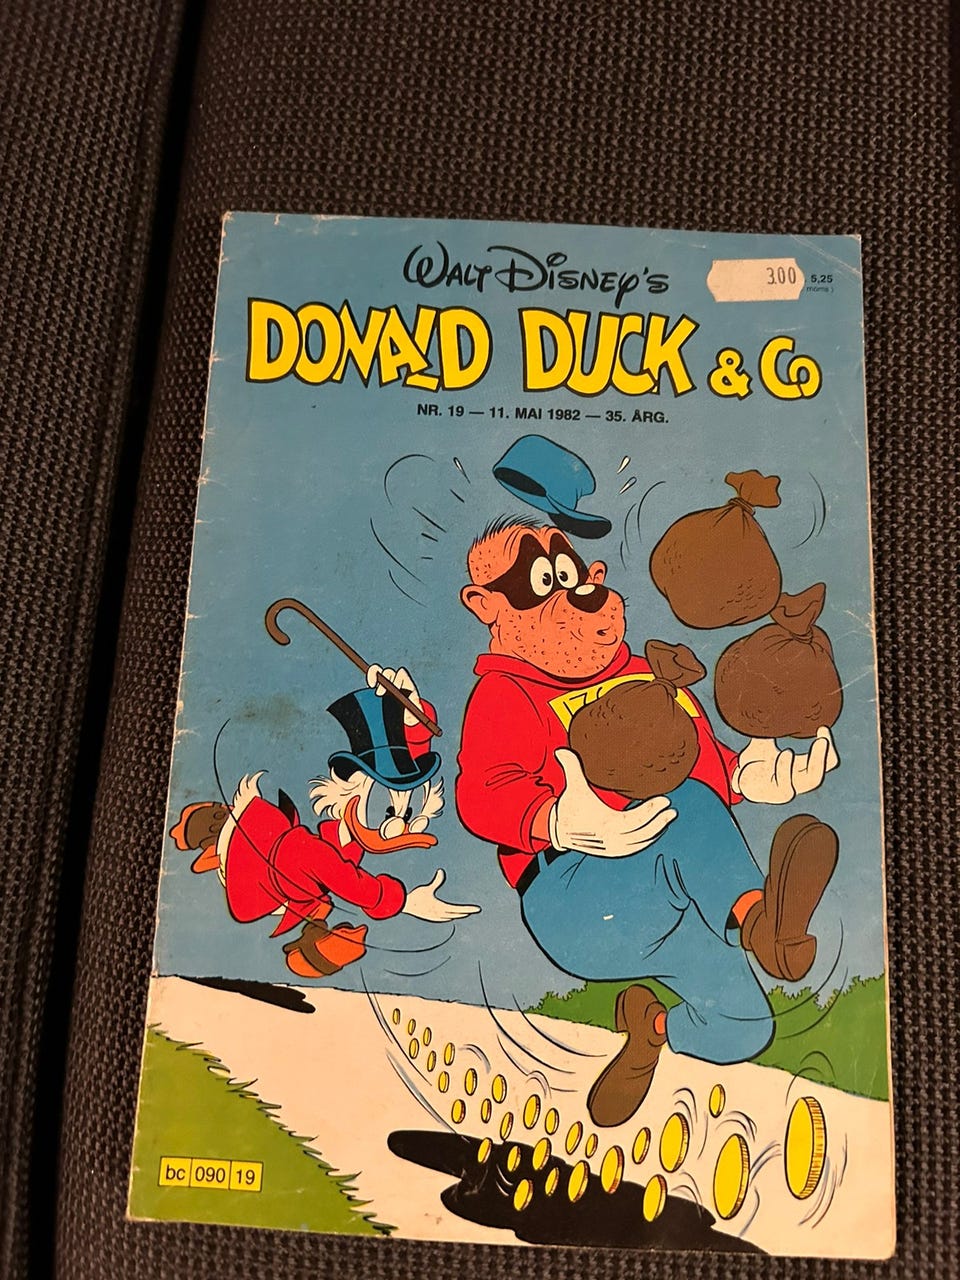 WALT DISNEY'S
3.00 5,25
moms)
DONALD DUCK & Co
NR. 19 — 11. MAI 1982 — 35. ÅRG.
bc 090 19